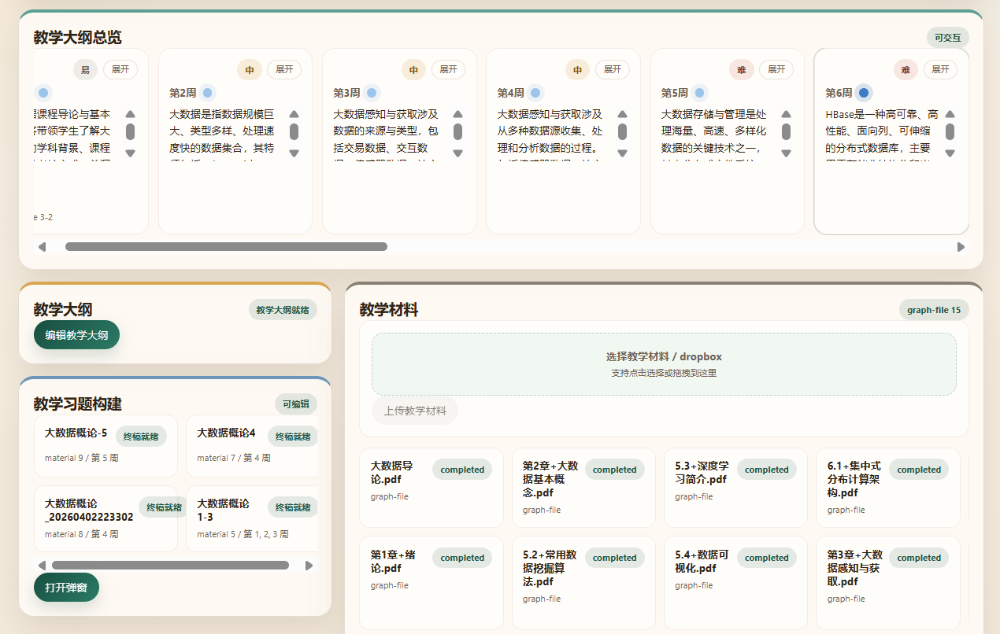 教学大纲总览
可交互
易
展开
课程导论与基本
将带领学生了解大
学科背景、课程
e 3-2
中
展开
第2周
大数据是指数据规模巨
大、类型多样、处理速
度快的数据集合，其特
中
展开
第3周
大数据感知与获取涉及
数据的来源与类型，包
括交易数据、交互数
中
展开
第4周
大数据感知与获取涉及
从多种数据源收集、处
理和分析数据的过程。
难
展开
第5周
大数据存储与管理是处
理海量、高速、多样化
数据的关键技术之一，
难
展开
第6周
HBase是一种高可靠、高
性能、面向列、可伸缩
的分布式数据库，主要
教学大纲
教学大纲就绪
编辑教学大纲
教学习题构建
可编辑
大数据概论-5
终稿就绪
material 9 / 第 5 周
大数据概论4
终稿就绪
material 7 / 第 4 周
大数据概论
_20260402223302
终稿就绪
material 8 / 第 4 周
大数据概论
1-3
终稿就绪
material 5 / 第 1, 2, 3 周
打开弹窗
教学材料
graph-file 15
选择教学材料 / dropbox
支持点击选择或拖拽到这里
上传教学材料
大数据导
论.pdf
completed
graph-file
第2章+大数
据基本概
念.pdf
completed
graph-file
5.3+深度学
习简介.pdf
completed
graph-file
6.1+集中式
分布计算架
构.pdf
completed
graph-file
第1章+绪
论.pdf
completed
graph-file
5.2+常用数
据挖掘算
法.pdf
completed
graph-file
5.4+数据可
视化.pdf
completed
graph-file
第3章+大数
据感知与获
取.pdf
completed
graph-file